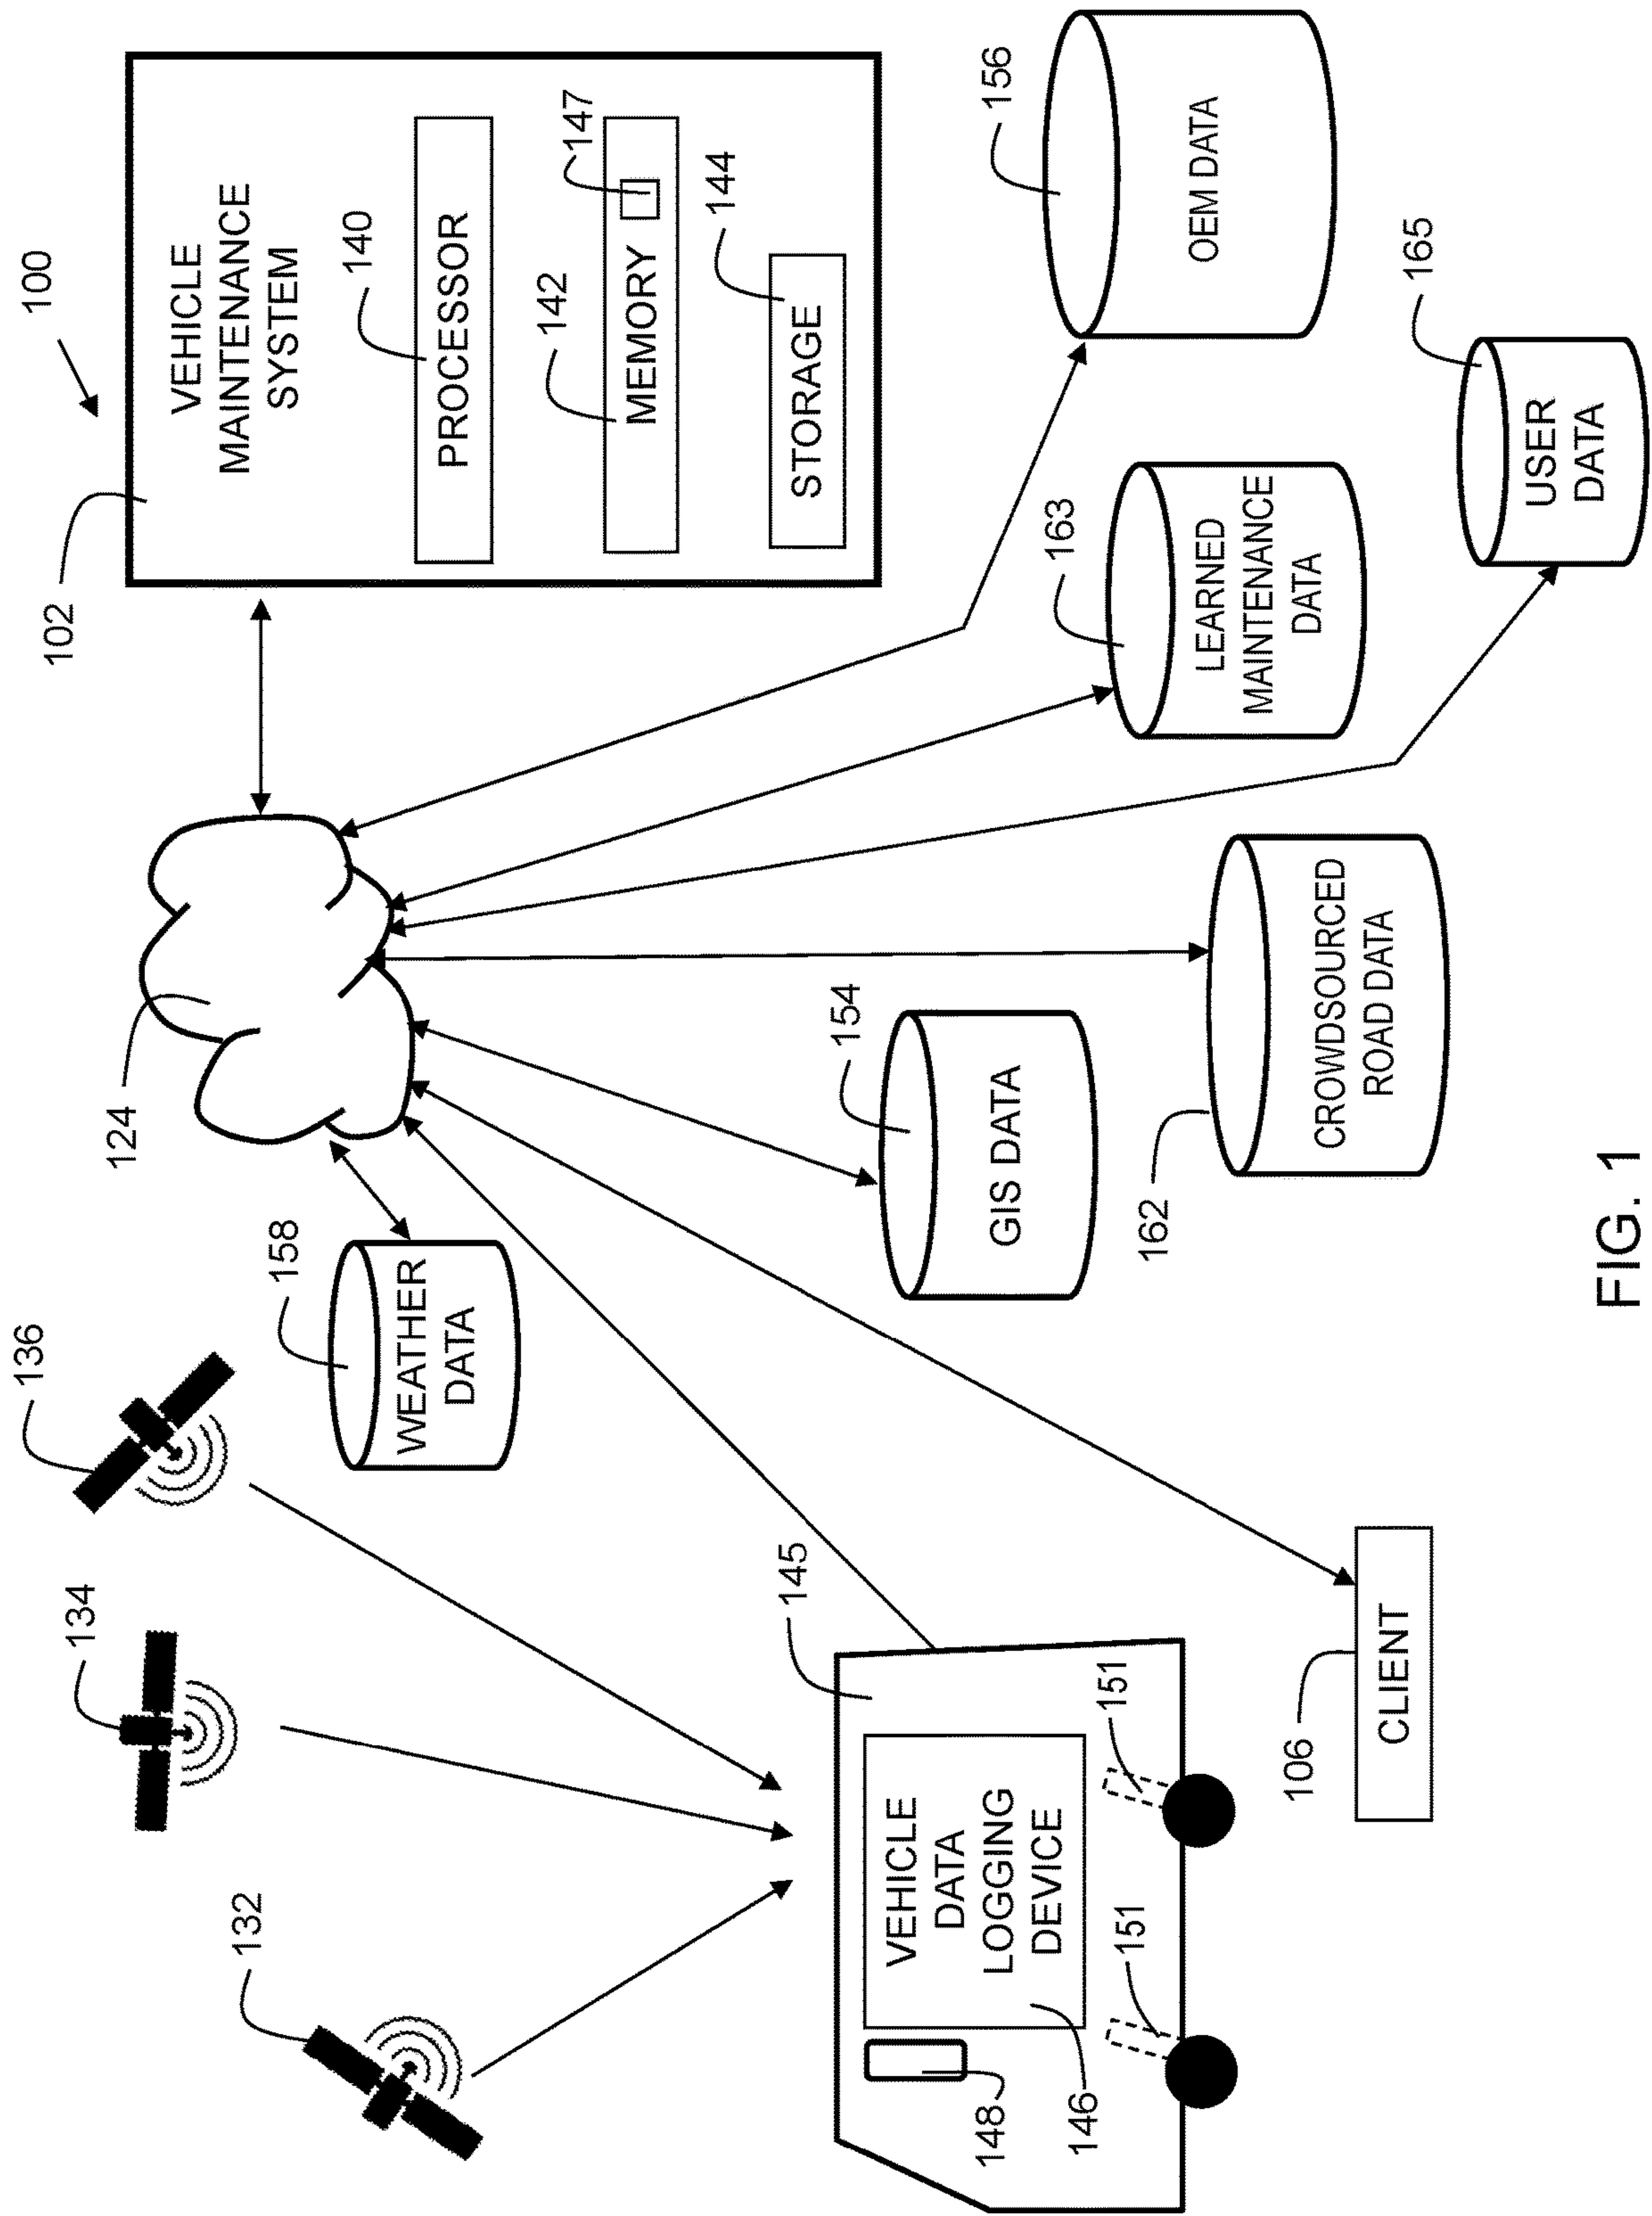 100
102
VEHICLE
MAINTENANCE
SYSTEM
140
PROCESSOR
142
MEMORY
147
144
STORAGE
124
136
134
132
158
WEATHER
DATA
145
VEHICLE
DATA
LOGGING
DEVICE
148
146
151
151
106
CLIENT
154
GIS DATA
162
CROWDSOURCED
ROAD DATA
163
LEARNED
MAINTENANCE
DATA
156
OEM DATA
165
USER
DATA
FIG. 1